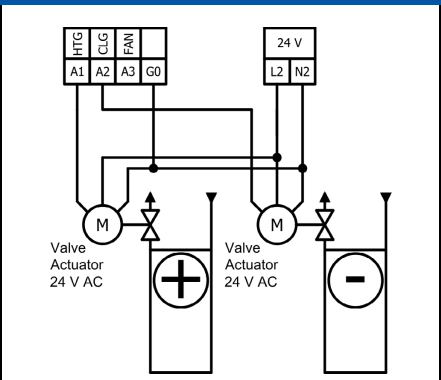 HTG CLG FAN
A1 A2 A3 G0
24 V
L2 N2
M
Valve
Actuator
24 V AC
M
Valve
Actuator
24 V AC